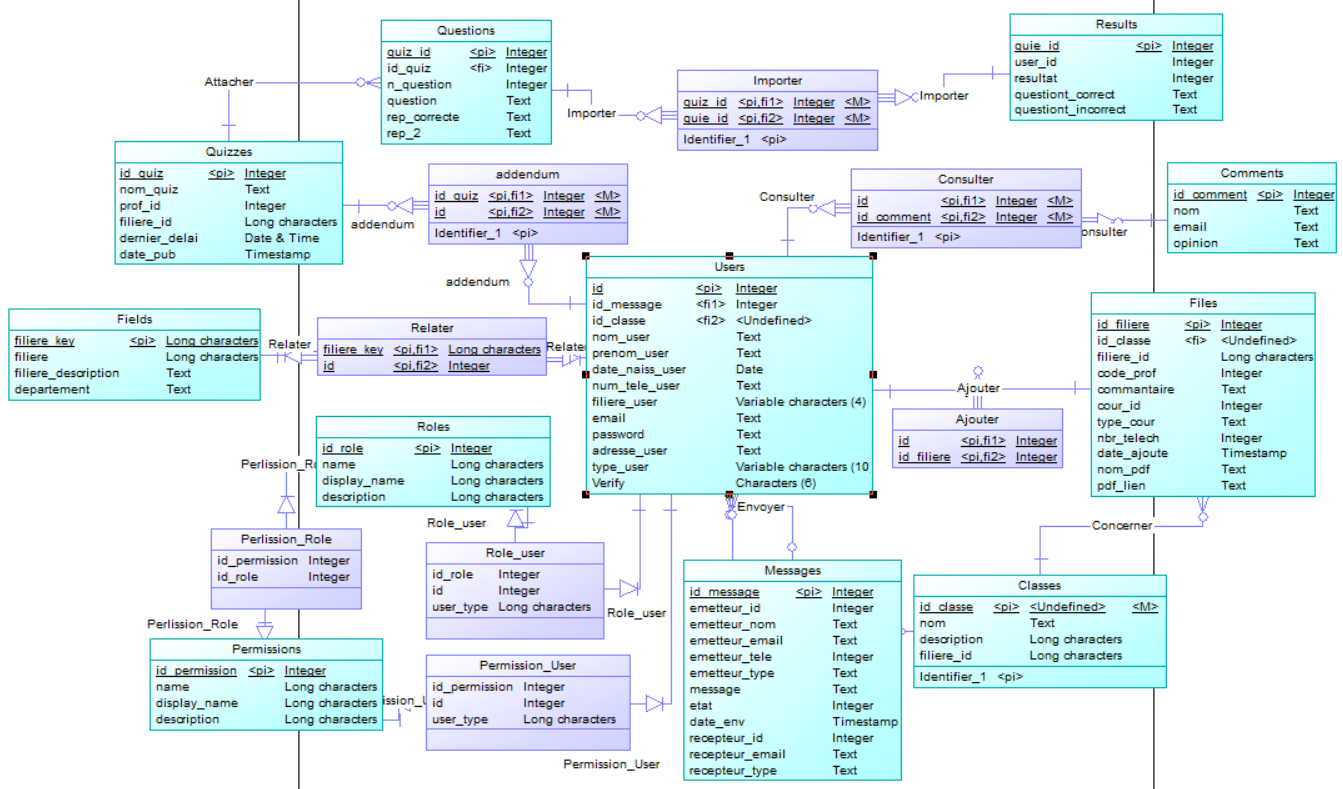 Questions
quiz_id <pi> Integer
id_quiz <fi> Integer
n_question Integer
question Text
rep_correcte Text
rep_2 Text
Results
quie_id <pi> Integer
user_id Integer
resultat Integer
questiont_correct Text
questiont_incorrect Text
Attacher
Importer
quiz_id <pi,fi1> Integer <M>
quie_id <pi,fi2> Integer <M>
Identifier_1 <pi>
Importer
Importer
Quizzes
id_quiz <pi> Integer
nom_quiz Text
prof_id Integer
filiere_id Long characters
dernier_delai Date & Time
date_pub Timestamp
addendum
id_quiz <pi,fi1> Integer <M>
id <pi,fi2> Integer <M>
Identifier_1 <pi>
addendum
addendum
Consulter
Consulter
id <pi,fi1> Integer <M>
id_comment <pi,fi2> Integer <M>
Identifier_1 <pi>
onsulter
Comments
id_comment <pi> Integer
nom Text
email Text
opinion Text
Users
id <pi> Integer
id_message <fi1> Integer
id_classe <fi2> <Undefined>
nom_user Text
prenom_user Text
date_naiss_user Date
num_tele_user Text
filiere_user Variable characters (4)
email Text
password Text
adresse_user Text
type_user Variable characters (10
Verify Characters (6)
Fields
filiere_key <pi> Long characters
filiere Long characters
filiere_description Text
departement Text
Relater
Relater
filiere_key <pi,fi1> Long characters
id <pi,fi2> Integer
Relater
Files
id_filiere <pi> Integer
id_classe <fi> <Undefined>
filiere_id Long characters
code_prof Integer
commantaire Text
cour_id Integer
type_cour Text
nbr_telech Integer
date_ajoute Timestamp
nom_pdf Text
pdf_lien Text
Ajouter
Ajouter
id <pi,fi1> Integer
id_filiere <pi,fi2> Integer
Roles
id_role <pi> Integer
name Long characters
display_name Long characters
description Long characters
Perlission_Ro
Role_user
Envoyer
Concerner
Perlission_Role
id_permission Integer
id_role Integer
Role_user
id_role Integer
id Integer
user_type Long characters
Role_user
Perlission_Role
Messages
id_message <pi> Integer
emetteur_id Integer
emetteur_nom Text
emetteur_email Text
emetteur_tele Integer
emetteur_type Text
message Text
etat Integer
date_env Timestamp
recepteur_id Integer
recepteur_email Text
recepteur_type Text
Classes
id_classe <pi> <Undefined> <M>
nom Text
description Long characters
filiere_id Long characters
Identifier_1 <pi>
Permissions
id_permission <pi> Integer
name Long characters
display_name Long characters
description Long characters
Permission_User
id_permission Integer
id Integer
user_type Long characters
Permission_User